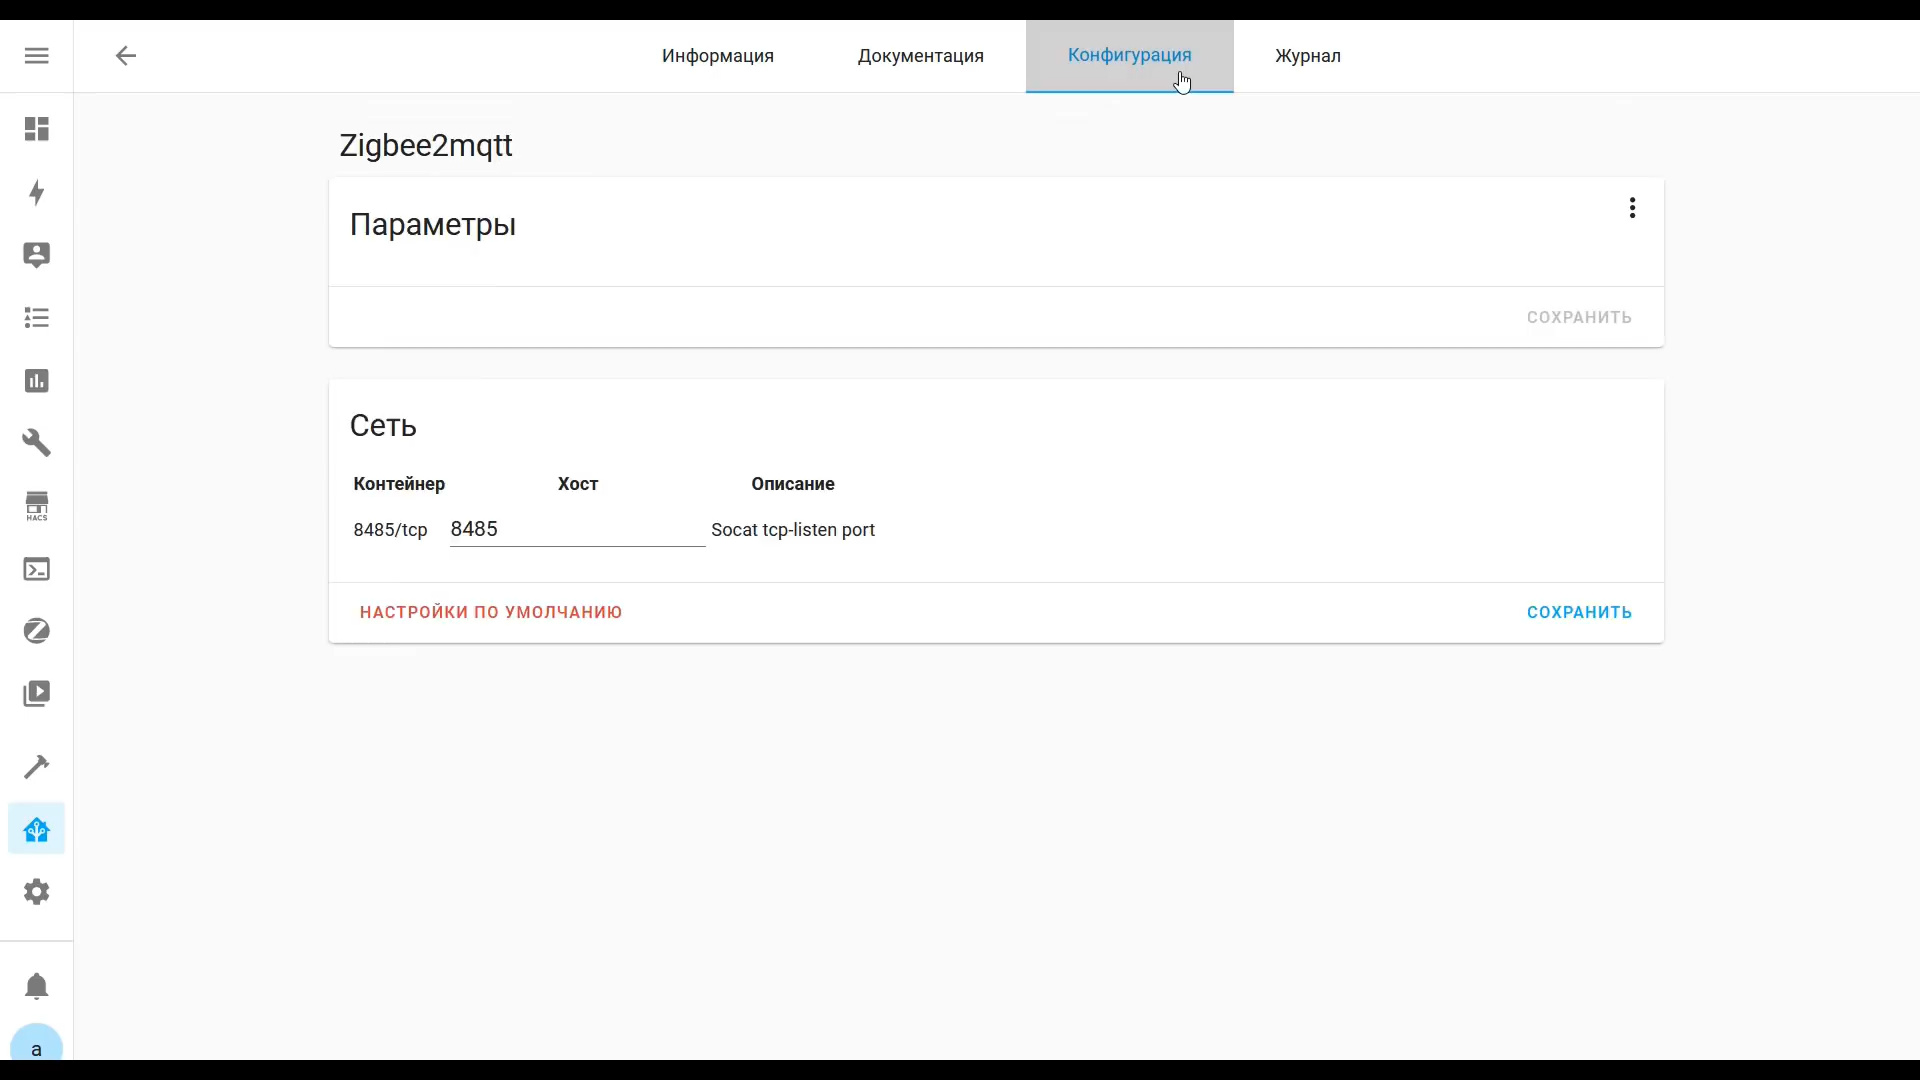 Информация Документация Конфигурация Журнал
Zigbee2mqtt
Параметры
СОХРАНИТЬ
Сеть
Контейнер Хост Описание
8485/tcp 8485 Socat tcp-listen port
НАСТРОЙКИ ПО УМОЛЧАНИЮ СОХРАНИТЬ
HACS
a